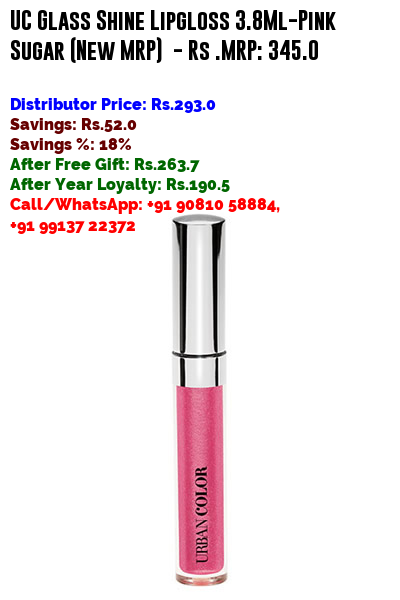 UC Glass Shine Lipgloss 3.8Ml-Pink
Sugar (New MRP)  - Rs .MRP: 345.0
Distributor Price: Rs.293.0
Savings: Rs.52.0
Savings %: 18%
After Free Gift: Rs.263.7
After Year Loyalty: Rs.190.5
Call/WhatsApp: +91 90810 58884,
+91 99137 22372
URBAN COLOR